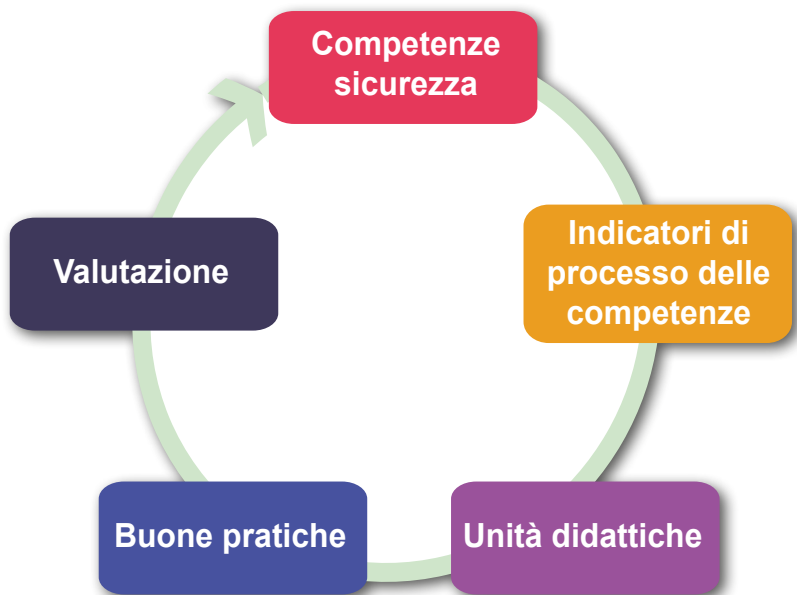 Competenze
sicurezza
Indicatori di
processo delle
competenze
Unità didattiche
Buone pratiche
Valutazione